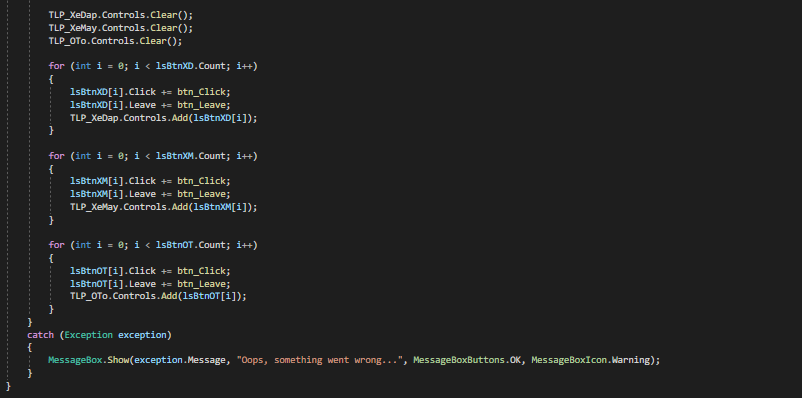 TLP_XeDap.Controls.Clear();
TLP_XeMay.Controls.Clear();
TLP_OTo.Controls.Clear();
for (int i = 0; i < lsBtnXD.Count; i++)
{
lsBtnXD[i].Click += btn_Click;
lsBtnXD[i].Leave += btn_Leave;
TLP_XeDap.Controls.Add(lsBtnXD[i]);
}
for (int i = 0; i < lsBtnXM.Count; i++)
{
lsBtnXM[i].Click += btn_Click;
lsBtnXM[i].Leave += btn_Leave;
TLP_XeMay.Controls.Add(lsBtnXM[i]);
}
for (int i = 0; i < lsBtnOT.Count; i++)
{
lsBtnOT[i].Click += btn_Click;
lsBtnOT[i].Leave += btn_Leave;
TLP_OTo.Controls.Add(lsBtnOT[i]);
}
}
catch (Exception exception)
{
MessageBox.Show(exception.Message, "Oops, something went wrong...", MessageBoxButtons.OK, MessageBoxIcon.Warning);
}
}